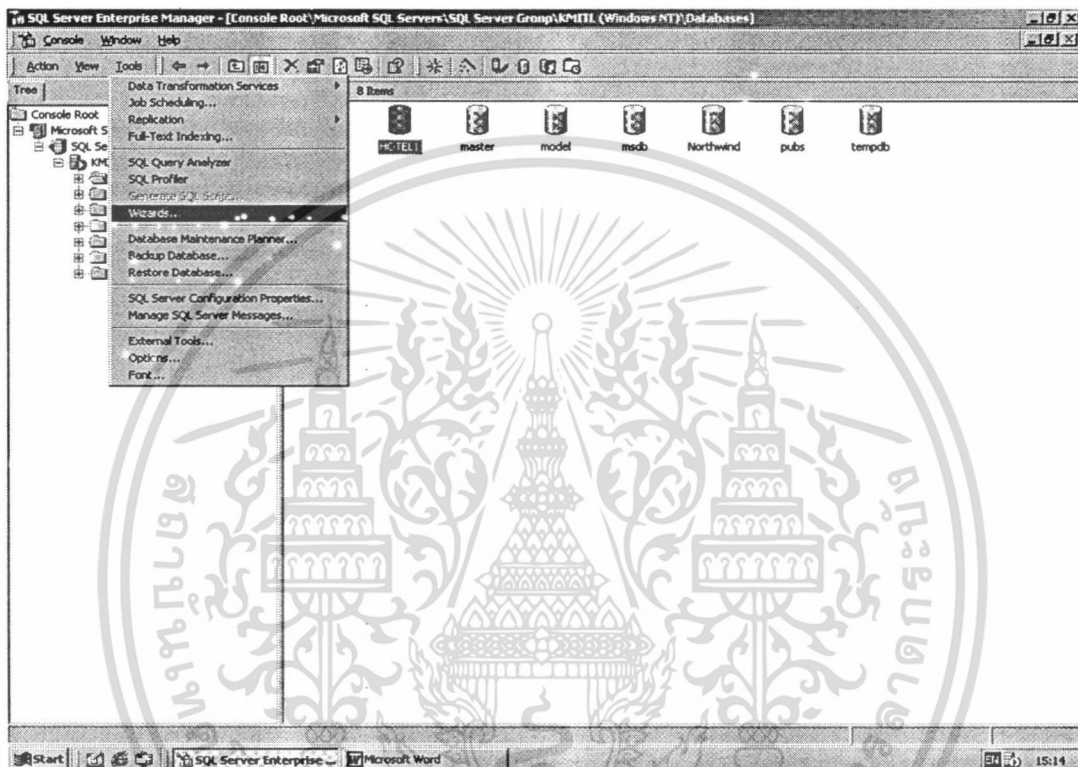 SQL Server Enterprise Manager - [Console Root\Microsoft SQL Servers\SQL Server Group\KMITL (Windows NT)\Databases]
Console Window Help
Action View Tools
Tree
8 Items
Data Transformation Services
Job Scheduling...
Replication
Full-Text Indexing...
SQL Query Analyzer
SQL Profiler
Generate SQL Script...
Wizards...
Database Maintenance Planner...
Backup Database...
Restore Database...
SQL Server Configuration Properties...
Manage SQL Server Messages...
External Tools...
Options...
Font...
Console Root
Microsoft S
SQL Se
master
model
msdb
Northwind
pubs
tempdb
Start
SQL Server Enterprise ...
Microsoft Word
EN
15:14